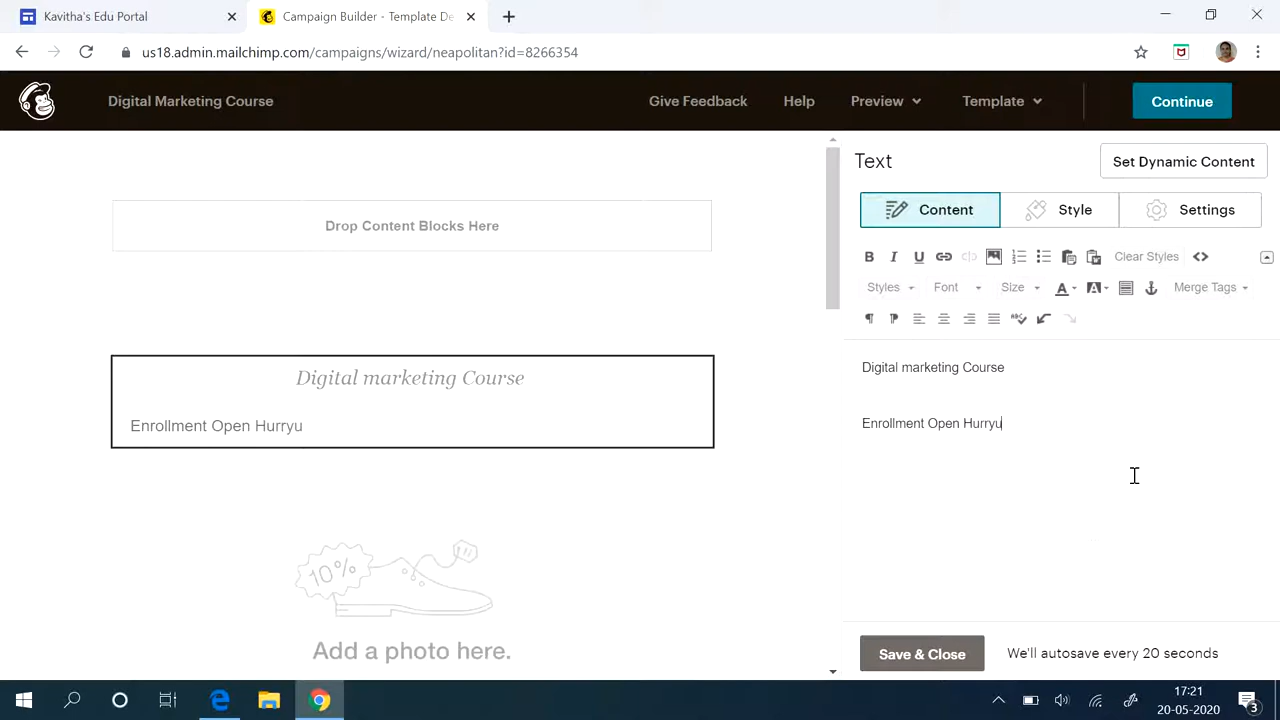 Kavitha's Edu Portal
Campaign Builder - Template De
us18.admin.mailchimp.com/campaigns/wizard/neapolitan?id=8266354
Digital Marketing Course
Give Feedback
Help
Preview
Template
Continue
Text
Set Dynamic Content
Content
Style
Settings
Drop Content Blocks Here
B I U
Clear Styles
Styles
Font
Size
A
A
Merge Tags
ABC
Digital marketing Course
Enrollment Open Hurryu
Digital marketing Course
Enrollment Open Hurryu
10%
Add a photo here.
Save & Close
We'll autosave every 20 seconds
17:21
20-05-2020
3